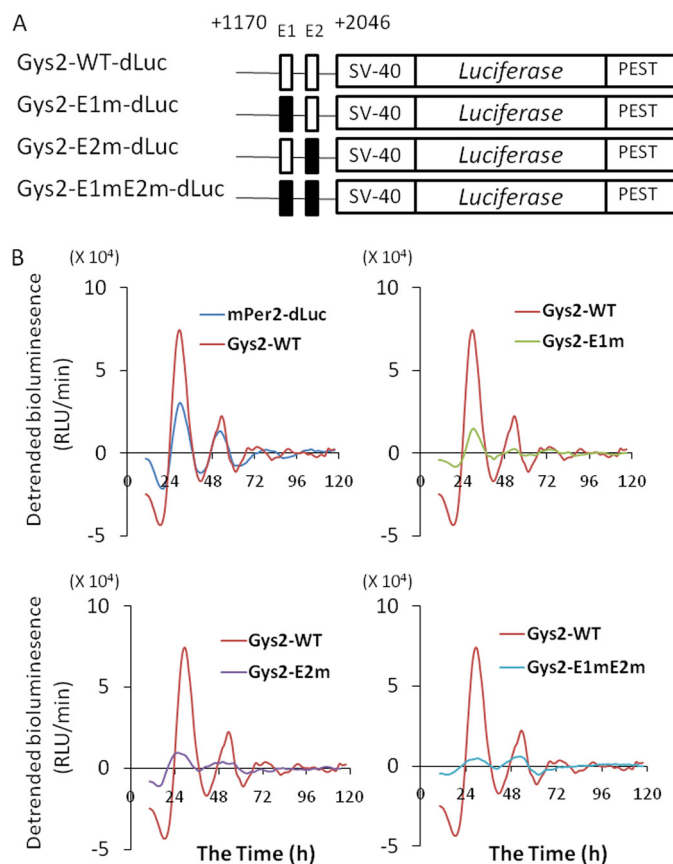 A
+1170 E1 E2 +2046
Gys2-WT-dLuc SV-40 Luciferase PEST
Gys2-E1m-dLuc SV-40 Luciferase PEST
Gys2-E2m-dLuc SV-40 Luciferase PEST
Gys2-E1mE2m-dLuc SV-40 Luciferase PEST
B
(X 10⁴)
Detrended bioluminesence
(RLU/min)
10
5
0
-5
0 24 48 72 96 120
mPer2-dLuc
Gys2-WT
(X 10⁴)
10
5
0
-5
0 24 48 72 96 120
Gys2-WT
Gys2-E1m
(X 10⁴)
Detrended bioluminesence
(RLU/min)
10
5
0
-5
0 24 48 72 96 120
Gys2-WT
Gys2-E2m
The Time (h)
(X 10⁴)
10
5
0
-5
0 24 48 72 96 120
Gys2-WT
Gys2-E1mE2m
The Time (h)